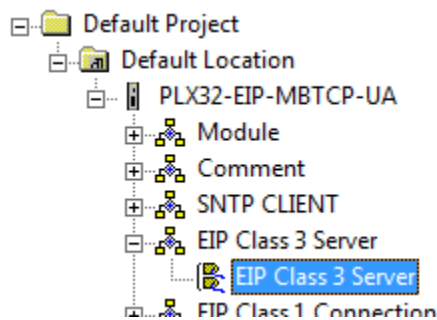 Default Project
Default Location
PLX32-EIP-MBTCP-UA
Module
Comment
SNTP CLIENT
EIP Class 3 Server
EIP Class 3 Server
EIP Class 1 Connection